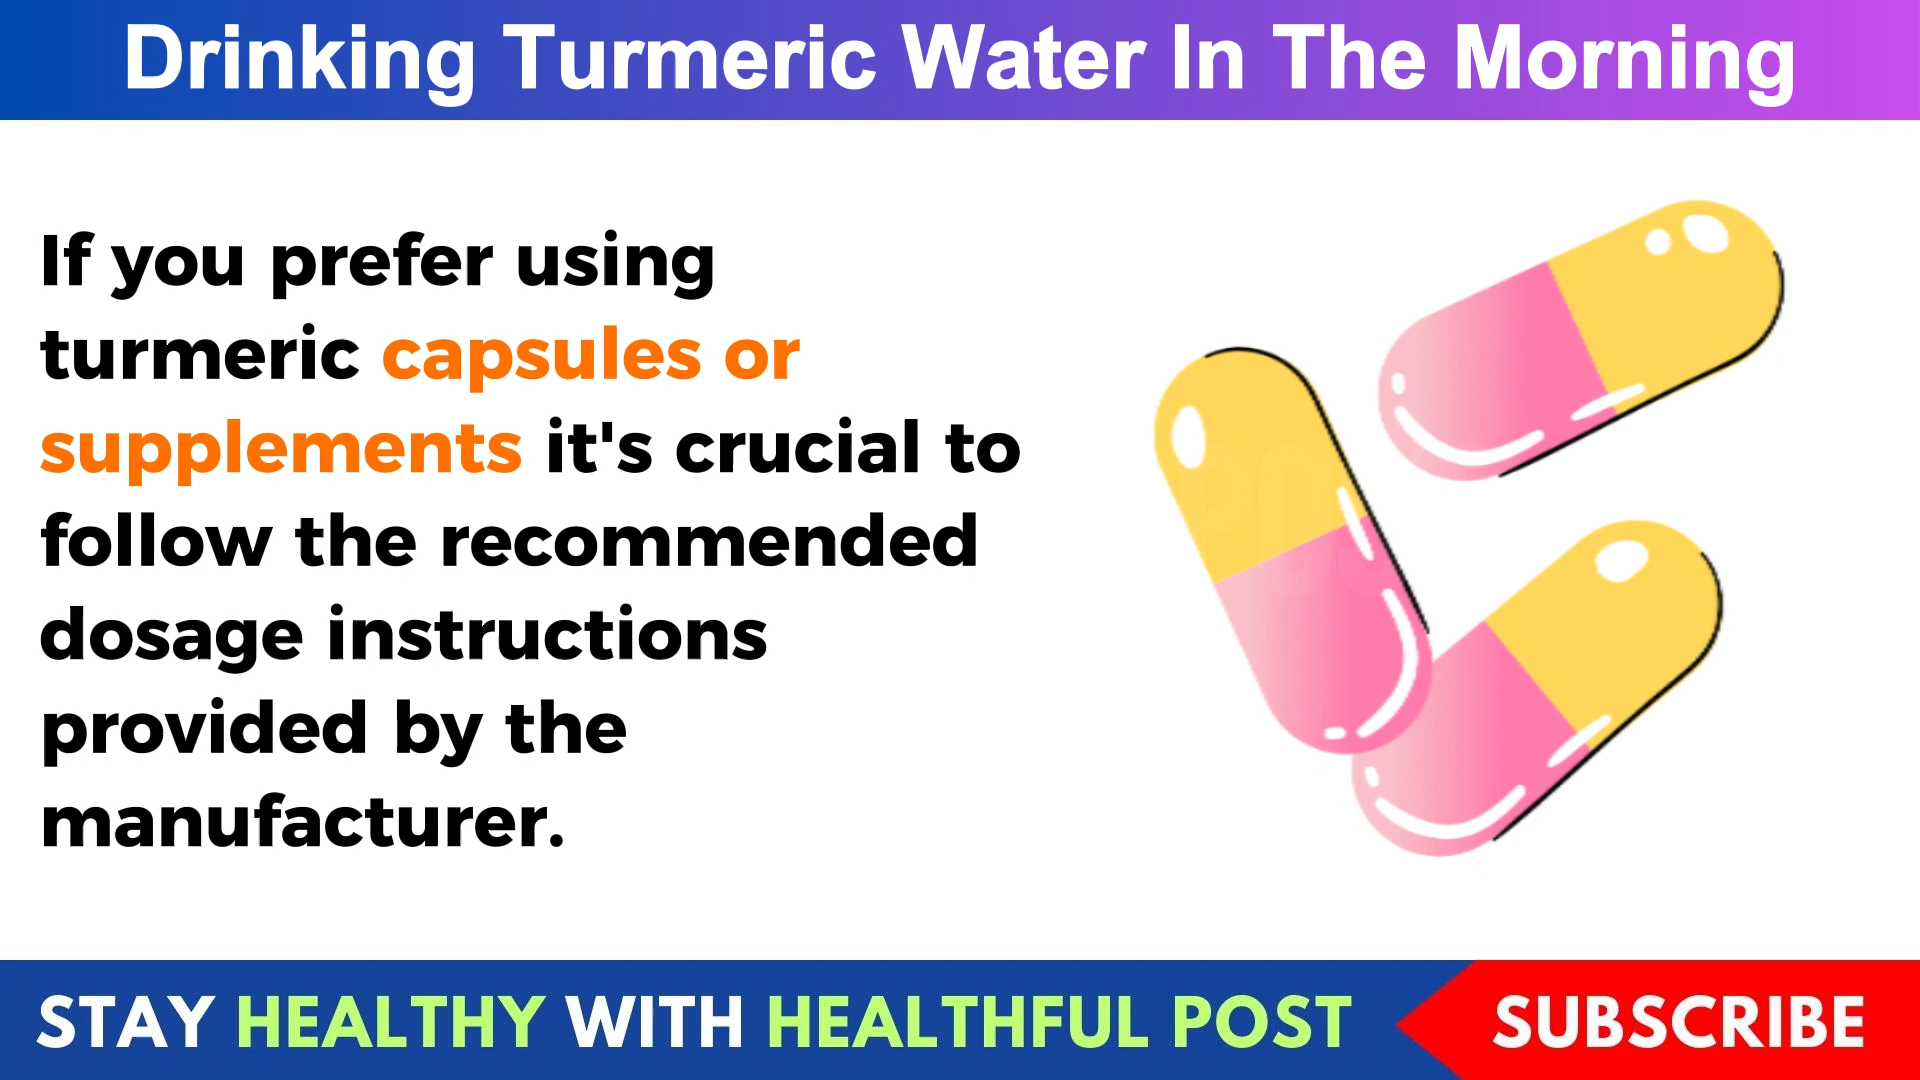 Drinking Turmeric Water In The Morning
If you prefer using
turmeric capsules or
supplements it's crucial to
follow the recommended
dosage instructions
provided by the
manufacturer.
STAY HEALTHY WITH HEALTHFUL POST
SUBSCRIBE